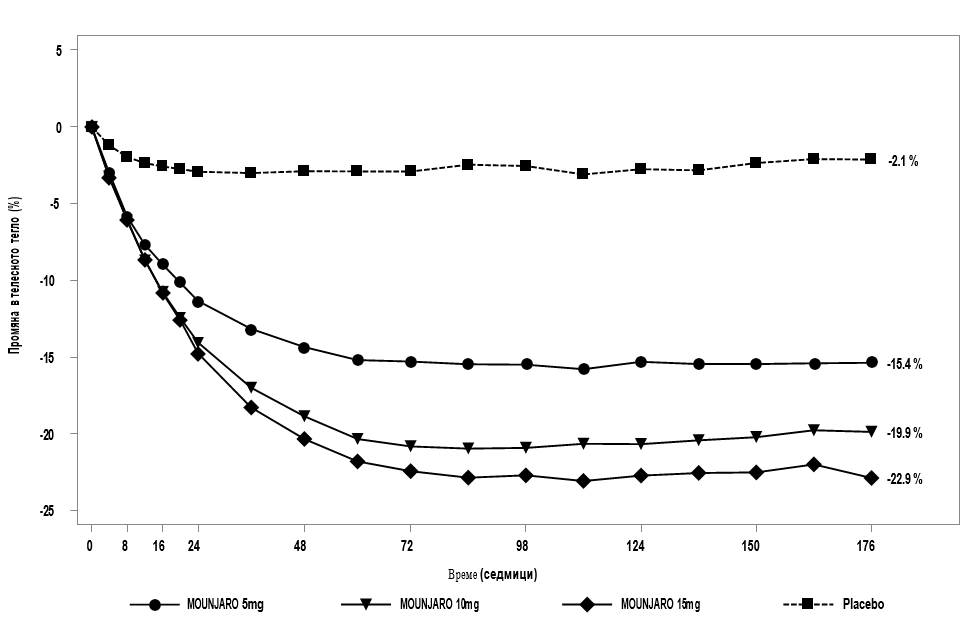 5
0
-5
-10
-15
-20
-25
Промяна в телесното тегло (%)
-2.1 %
-15.4 %
-19.9 %
-22.9 %
0 8 16 24 48 72 98 124 150 176
Време (седмици)
MOUNJARO 5mg MOUNJARO 10mg MOUNJARO 15mg Placebo